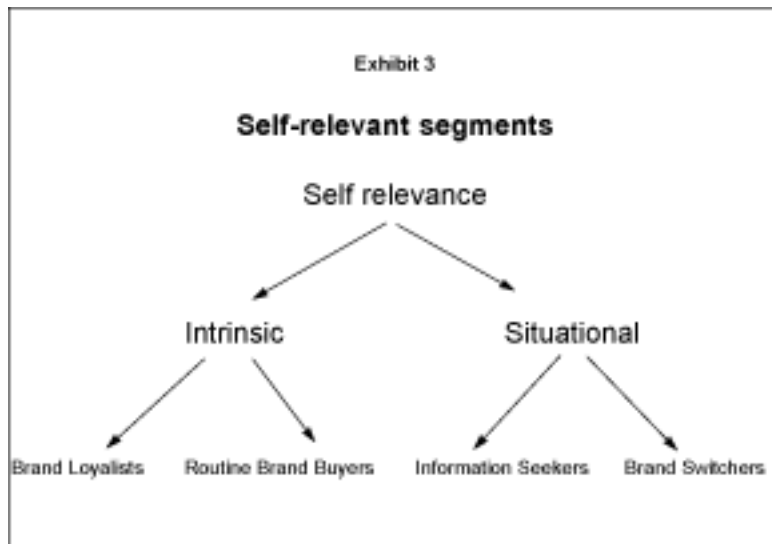 Exhibit 3
Self-relevant segments
Self relevance
Intrinsic
Situational
Brand Loyalists
Routine Brand Buyers
Information Seekers
Brand Switchers